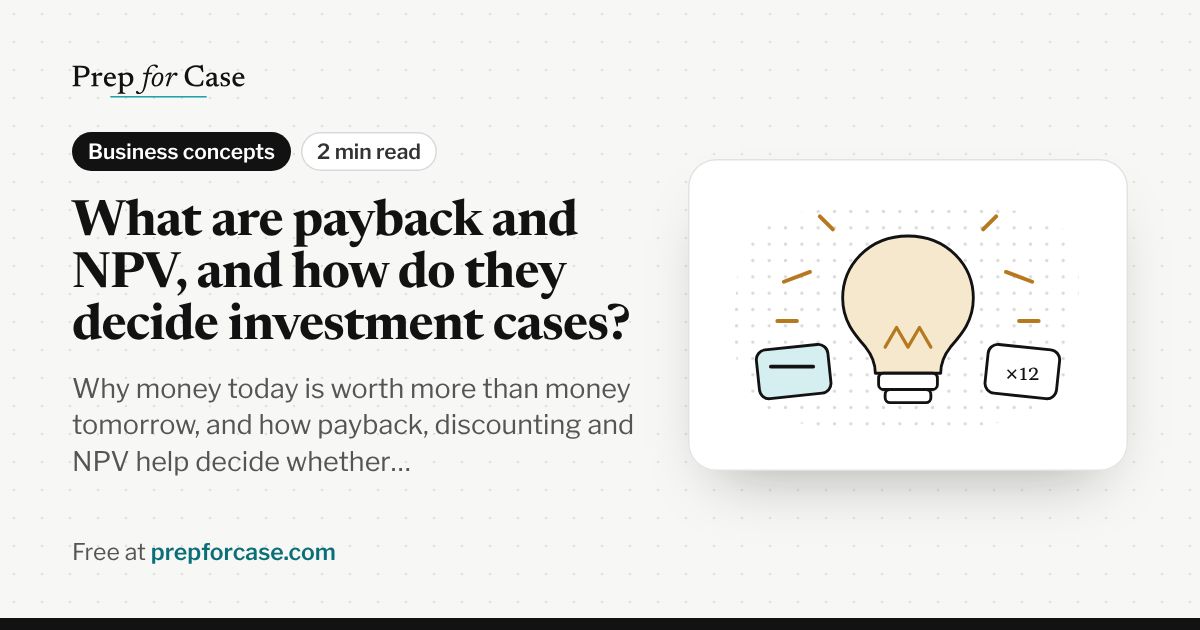 Prep for Case
Business concepts
2 min read
What are payback and
NPV, and how do they
decide investment cases?
Why money today is worth more than money
tomorrow, and how payback, discounting and
NPV help decide whether...
×12
Free at prepforcase.com